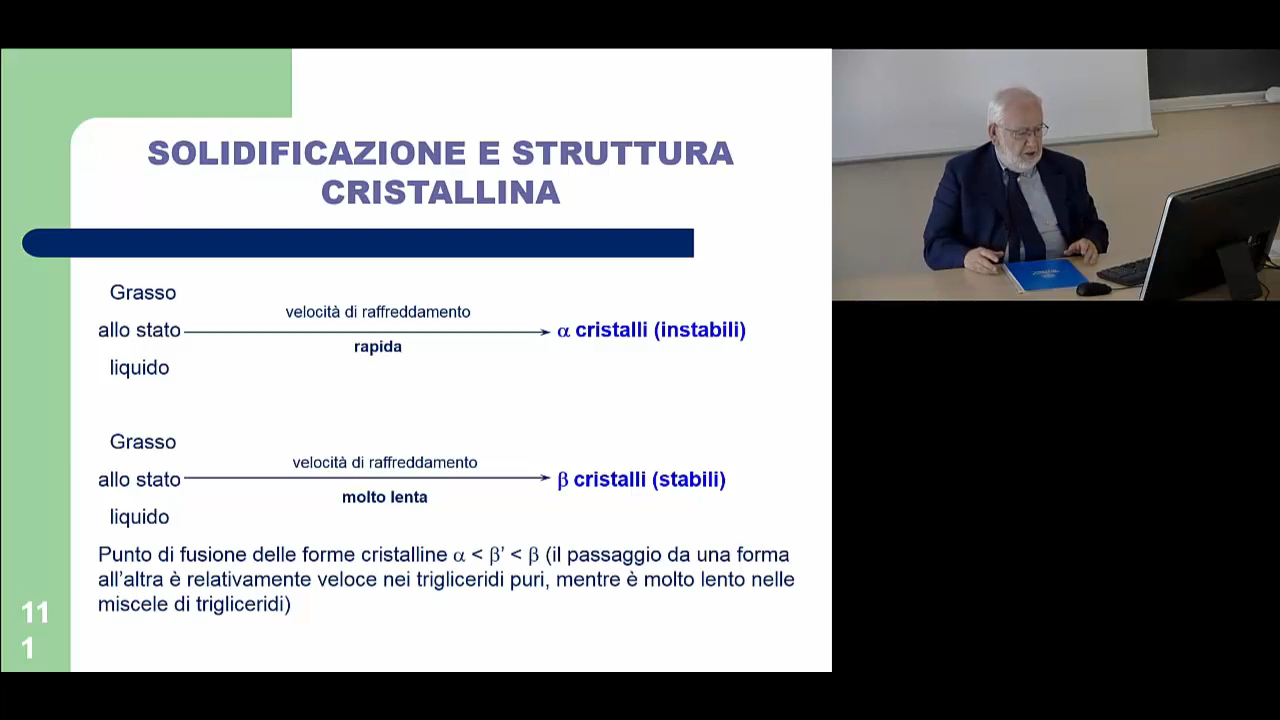 SOLIDIFICAZIONE E STRUTTURA
CRISTALLINA
Grasso
allo stato
liquido
velocità di raffreddamento
rapida
α cristalli (instabili)
Grasso
allo stato
liquido
velocità di raffreddamento
molto lenta
β cristalli (stabili)
Punto di fusione delle forme cristalline α < β' < β (il passaggio da una forma
all'altra è relativamente veloce nei trigliceridi puri, mentre è molto lento nelle
miscele di trigliceridi)
11
1